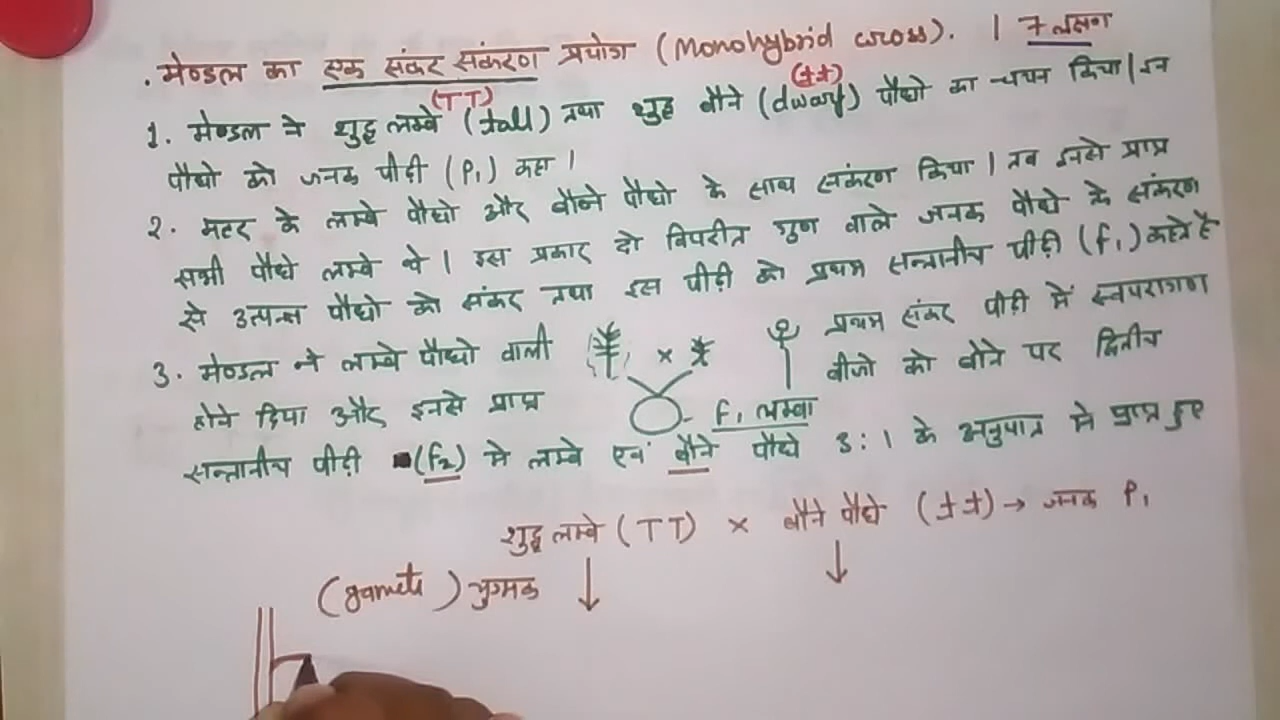 . मेण्डल का एक संकर संकरण प्रयोग (Monohybrid cross). | 7 लक्षण
(TT) (tt)
1. मेण्डल ने शुद्ध लम्बे (tall) तथा शुद्ध बौने (dwarf) पौधो का चयन किया। इन
पौधो को जनक पीढी (P₁) कहा।
2. मटर के लम्बे पौधो और बौने पौधो के साथ संकरण किया। तब इनसे प्राप्त
सभी पौधे लम्बे थे। इस प्रकार दो विपरीत गुण वाले जनक पौधो के संकरण
से उत्पन्न पौधो को संकर तथा इस पीढी को प्रथम सन्तानीय पीढी (f₁) कहते है
3. मेण्डल ने लम्बे पौधो वाली × प्रथम संकर पीढी में स्वपरागण
होने दिया और इनसे प्राप्त F₁ लम्बा बीजो को बोने पर द्वितीय
सन्तानीय पीढी (f₂) मे लम्बे एवं बौने पौधे 3:1 के अनुपात मे प्राप्त हुए
शुद्ध लम्बे (TT) × बौने पौधे (tt) → जनक P₁
(gamete) युग्मक